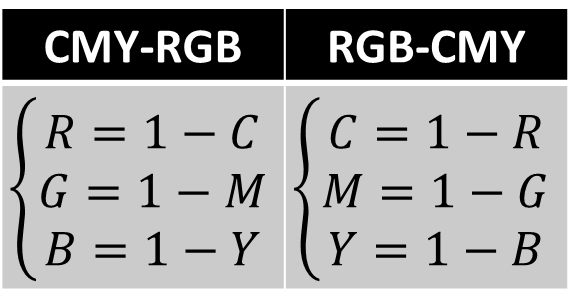 CMY-RGB RGB-CMY
R = 1 − C C = 1 − R
G = 1 − M M = 1 − G
B = 1 − Y Y = 1 − B